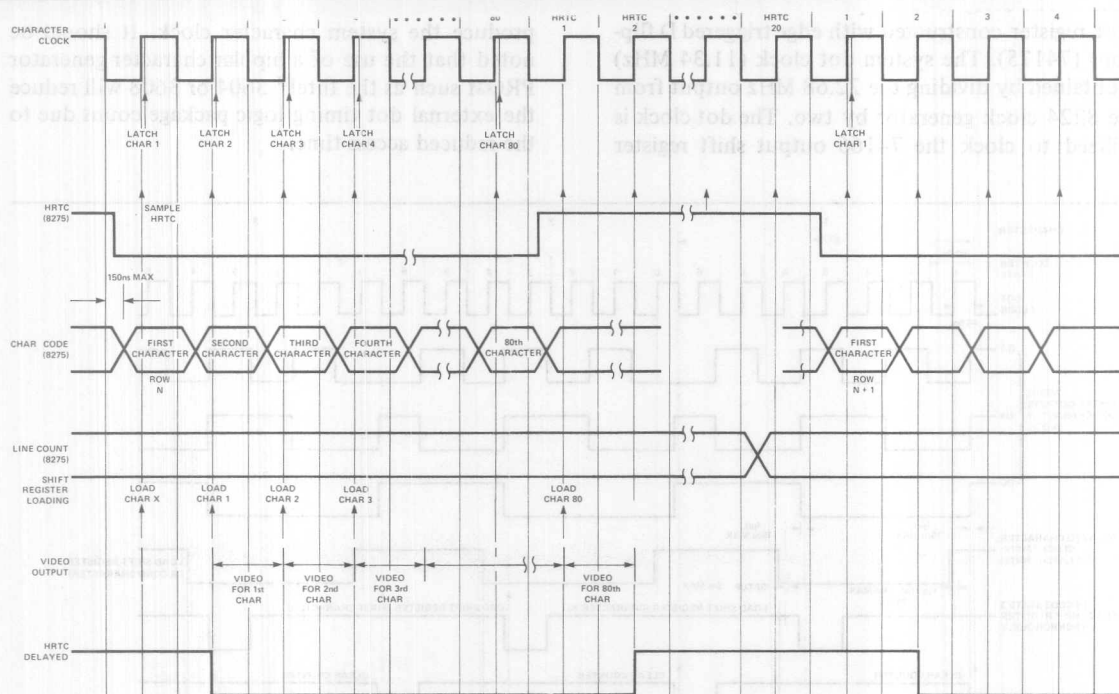 80 HRTC HRTC HRTC
1 2 20 2 3 4
CHARACTER
CLOCK
LATCH
CHAR 1
LATCH
CHAR 2
LATCH
CHAR 3
LATCH
CHAR 4
LATCH
CHAR 80
LATCH
CHAR 1
HRTC
(8275)
SAMPLE
HRTC
150ns MAX
CHAR CODE
(8275)
FIRST
CHARACTER
SECOND
CHARACTER
THIRD
CHARACTER
FOURTH
CHARACTER
80th
CHARACTER
FIRST
CHARACTER
ROW
N
ROW
N + 1
LINE COUNT
(8275)
SHIFT
REGISTER
LOADING
LOAD
CHAR X
LOAD
CHAR 1
LOAD
CHAR 2
LOAD
CHAR 3
LOAD
CHAR 80
VIDEO
OUTPUT
VIDEO
FOR 1st
CHAR
VIDEO
FOR 2nd
CHAR
VIDEO
FOR 3rd
CHAR
VIDEO
FOR 80th
CHAR
HRTC
DELAYED